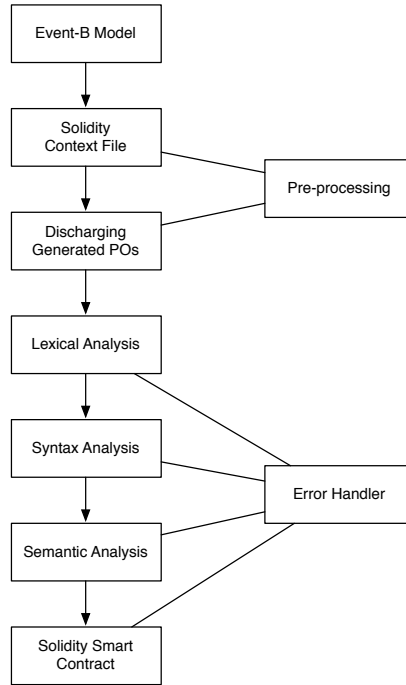 Event-B Model
Solidity
Context File
Pre-processing
Discharging
Generated POs
Lexical Analysis
Syntax Analysis
Error Handler
Semantic Analysis
Solidity Smart
Contract